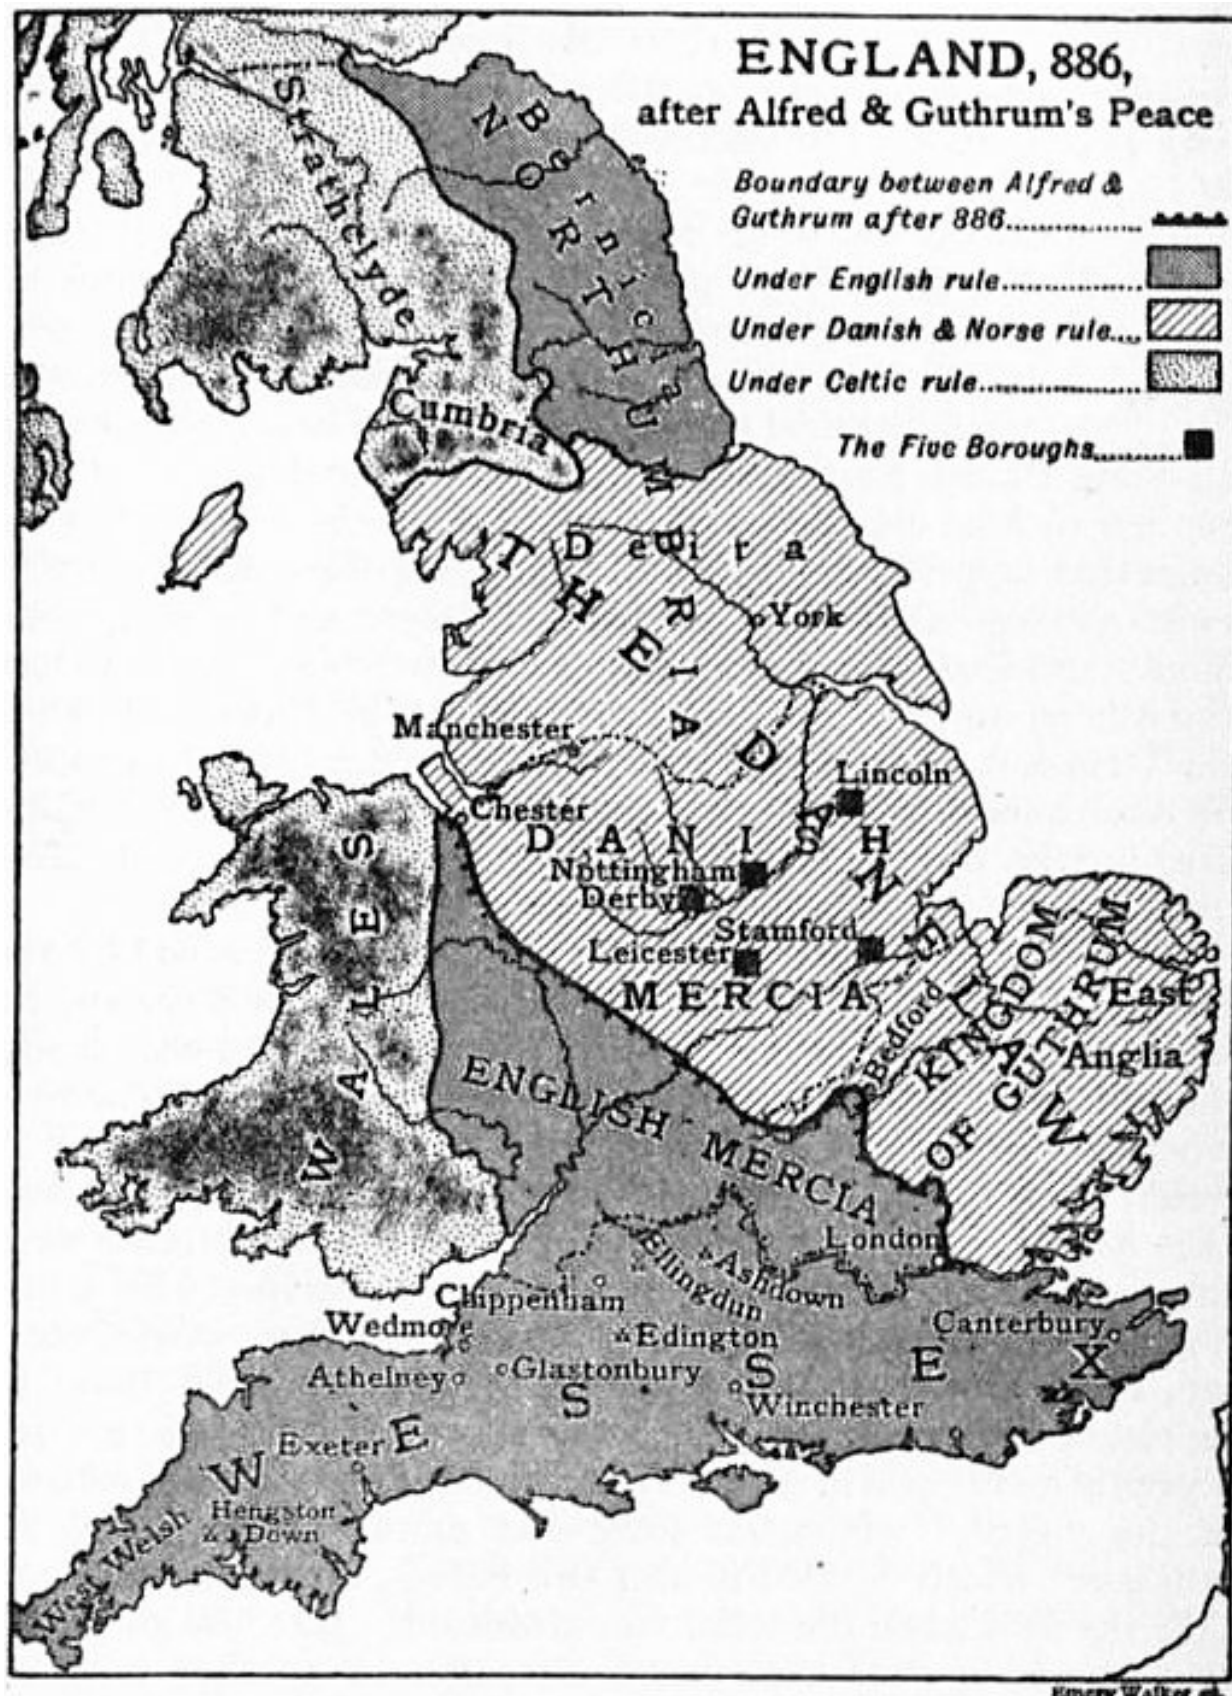 ENGLAND, 886,
after Alfred & Guthrum's Peace
Boundary between Alfred &
Guthrum after 886
Under English rule
Under Danish & Norse rule
Under Celtic rule
The Five Boroughs
Strathclyde
Bernicia
NORTHUMBRIA
Cumbria
Deira
York
THE DANELAW
Manchester
Lincoln
Chester
DANISH
Nottingham
Derby
Stamford
Leicester
MERCIA
Bedford
KINGDOM
OF GUTHRUM
East
Anglia
WALES
ENGLISH MERCIA
London
Ashdown
Ellingdun
Chippenham
Wedmore
Edington
Canterbury
Athelney
Glastonbury
Winchester
WESSEX
Exeter
Hengston
Down
West Welsh
Emery Walker